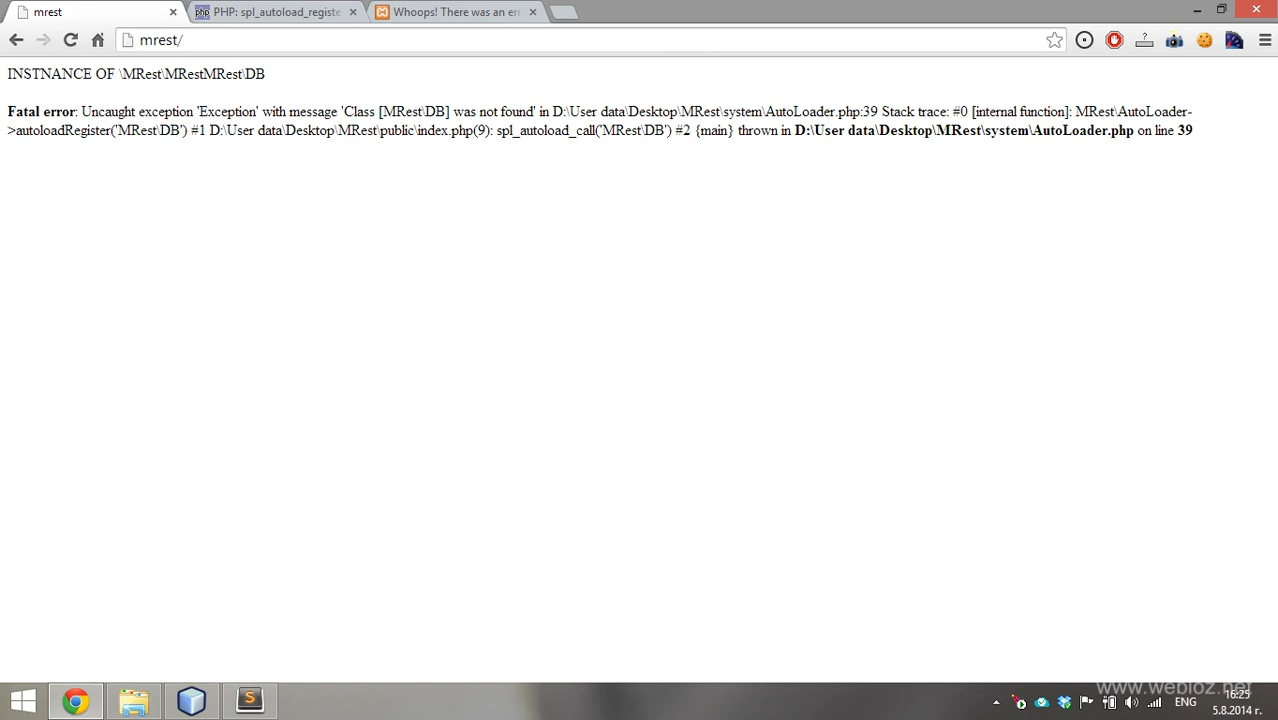 mrest
PHP: spl_autoload_registe
Whoops! There was an err
mrest/
INSTNANCE OF \MRest\MRestMRest\DB
Fatal error: Uncaught exception 'Exception' with message 'Class [MRest\DB] was not found' in D:\User data\Desktop\MRest\system\AutoLoader.php:39 Stack trace: #0 [internal function]: MRest\AutoLoader-
>autoloadRegister('MRest\DB') #1 D:\User data\Desktop\MRest\public\index.php(9): spl_autoload_call('MRest\DB') #2 {main} thrown in D:\User data\Desktop\MRest\system\AutoLoader.php on line 39
www.webloz.net
ЕНГ
16:25
5.8.2014 г.